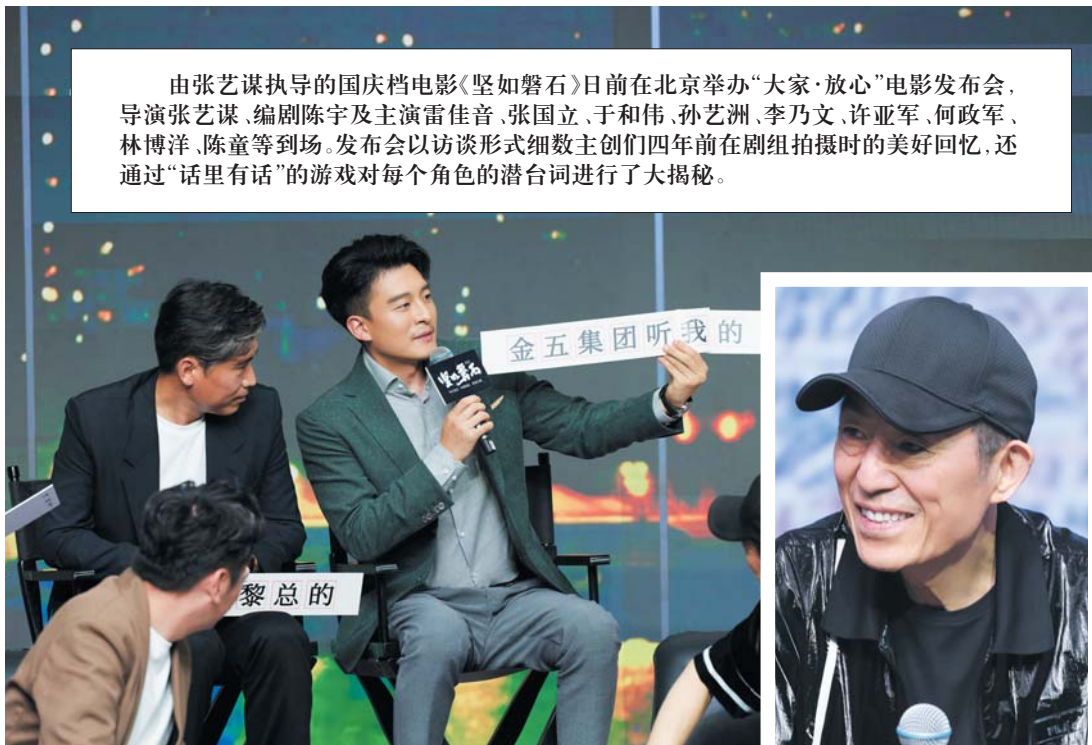 由张艺谋执导的国庆档电影《坚如磐石》日前在北京举办“大家·放心”电影发布会，
导演张艺谋、编剧陈宇及主演雷佳音、张国立、于和伟、孙艺洲、李乃文、许亚军、何政军、
林博洋、陈童等到场。发布会以访谈形式细数主创们四年前在剧组拍摄时的美好回忆，还
通过“话里有话”的游戏对每个角色的潜台词进行了大揭秘。
金五集团听我的
坚如磐石
黎总的